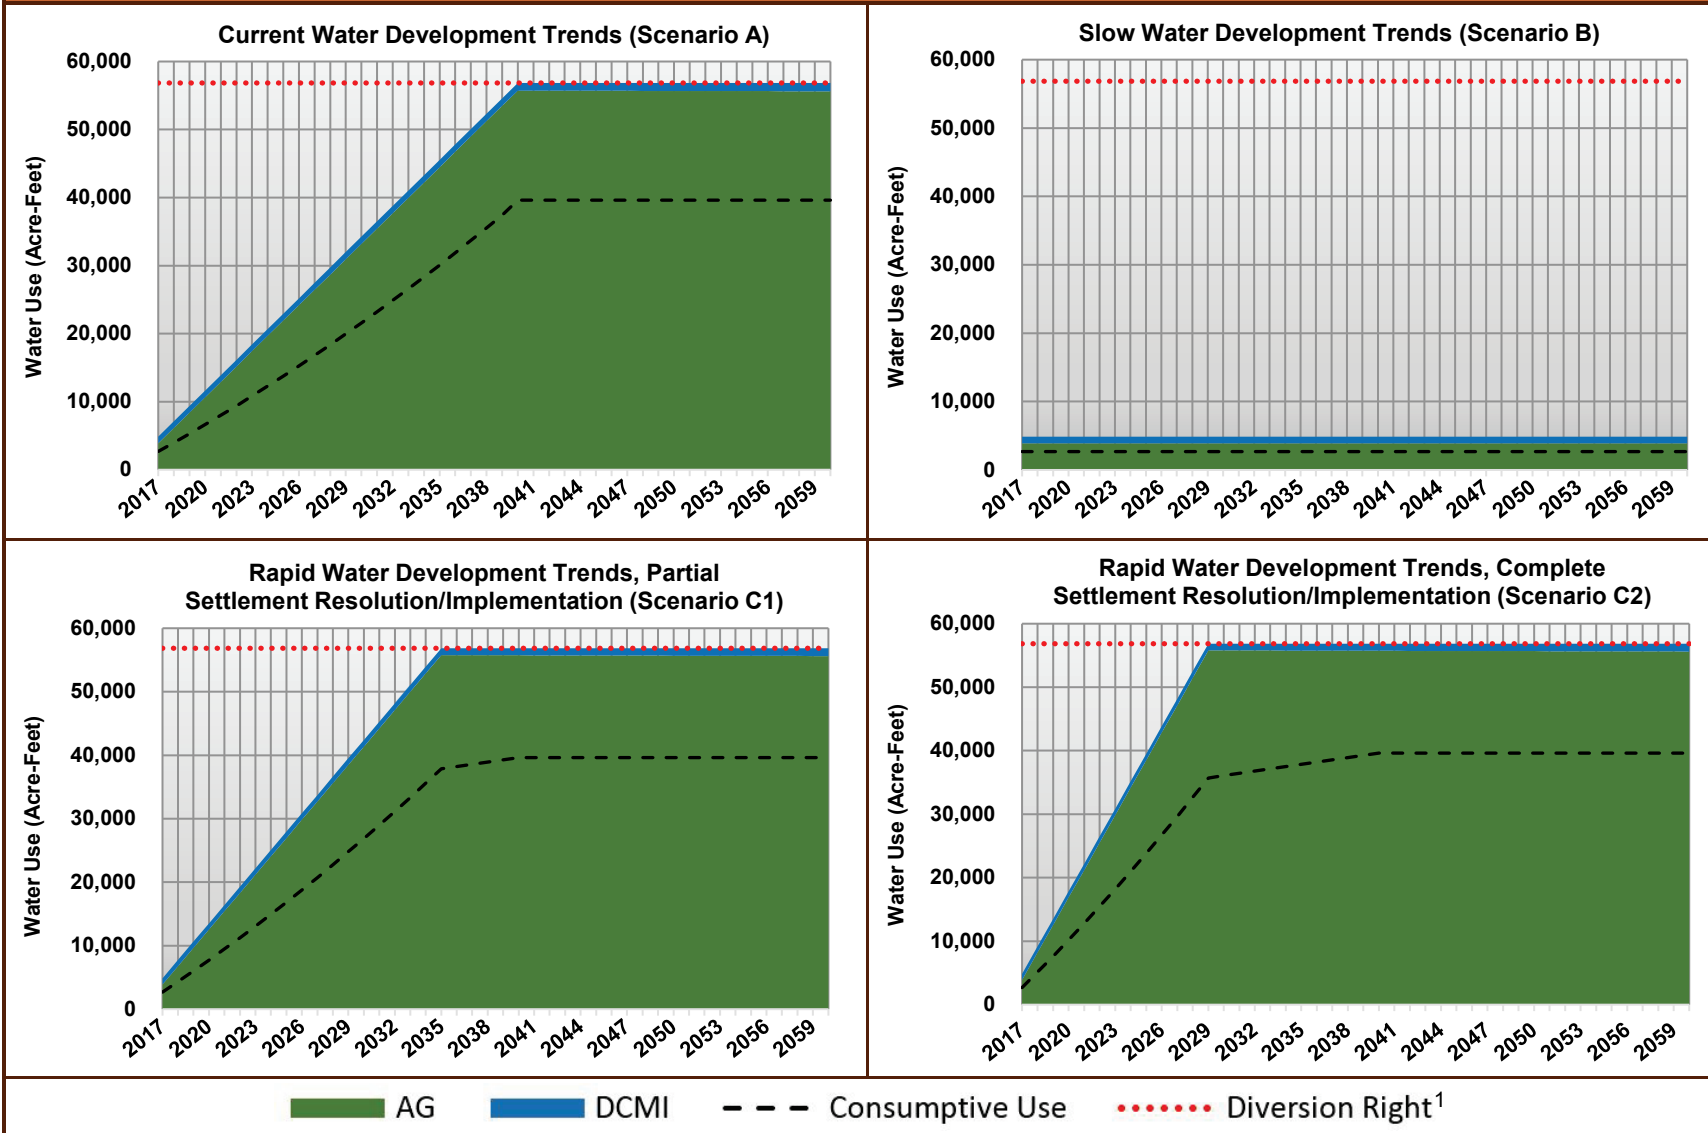 Current Water Development Trends (Scenario A)
Water Use (Acre-Feet)
60,000
50,000
40,000
30,000
20,000
10,000
0
2017 2020 2023 2026 2029 2032 2035 2038 2041 2044 2047 2050 2053 2056 2059
Slow Water Development Trends (Scenario B)
Water Use (Acre-Feet)
60,000
50,000
40,000
30,000
20,000
10,000
0
2017 2020 2023 2026 2029 2032 2035 2038 2041 2044 2047 2050 2053 2056 2059
Rapid Water Development Trends, Partial
Settlement Resolution/Implementation (Scenario C1)
Water Use (Acre-Feet)
60,000
50,000
40,000
30,000
20,000
10,000
0
2017 2020 2023 2026 2029 2032 2035 2038 2041 2044 2047 2050 2053 2056 2059
Rapid Water Development Trends, Complete
Settlement Resolution/Implementation (Scenario C2)
Water Use (Acre-Feet)
60,000
50,000
40,000
30,000
20,000
10,000
0
2017 2020 2023 2026 2029 2032 2035 2038 2041 2044 2047 2050 2053 2056 2059
AG DCMI Consumptive Use Diversion Right¹